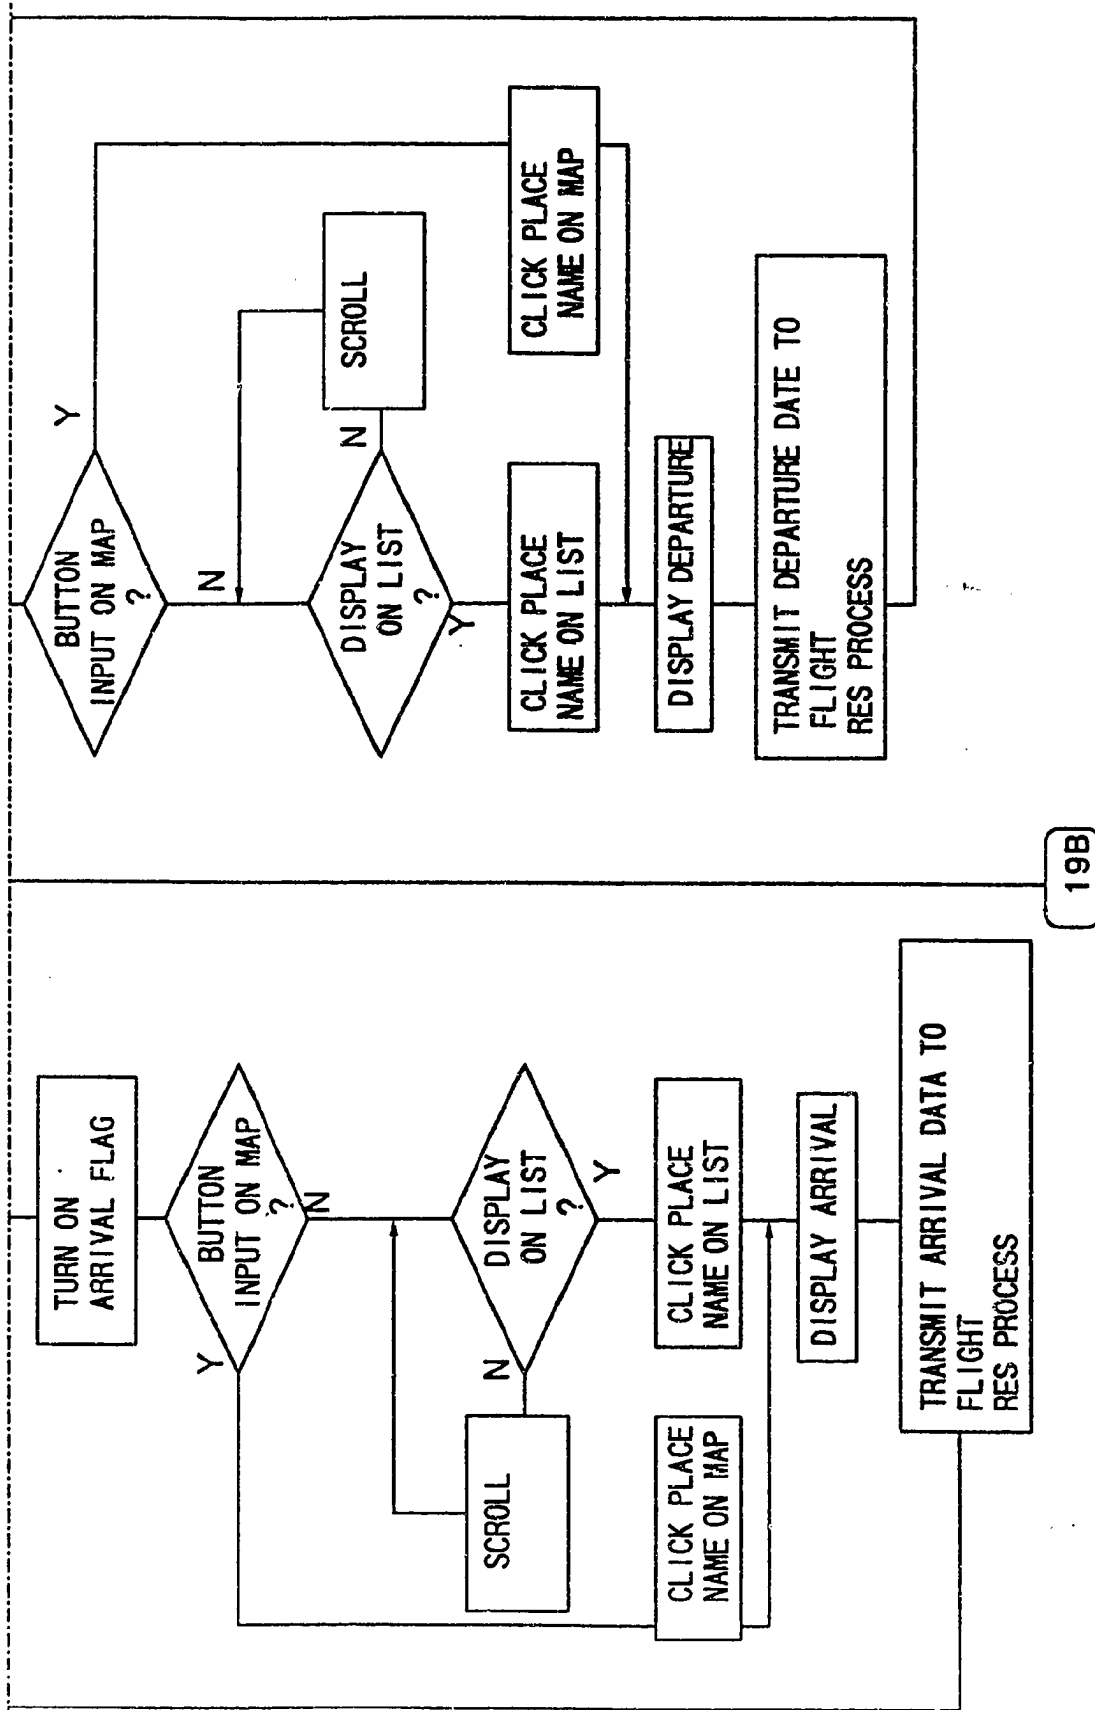 TURN ON
ARRIVAL FLAG
BUTTON
INPUT ON MAP
?
Y
N
DISPLAY
ON LIST
?
N
Y
SCROLL
CLICK PLACE
NAME ON MAP
CLICK PLACE
NAME ON LIST
DISPLAY ARRIVAL
TRANSMIT ARRIVAL DATA TO
FLIGHT
RES PROCESS
19B
BUTTON
INPUT ON MAP
?
Y
N
DISPLAY
ON LIST
?
N
Y
SCROLL
CLICK PLACE
NAME ON LIST
CLICK PLACE
NAME ON MAP
DISPLAY DEPARTURE
TRANSMIT DEPARTURE DATE TO
FLIGHT
RES PROCESS